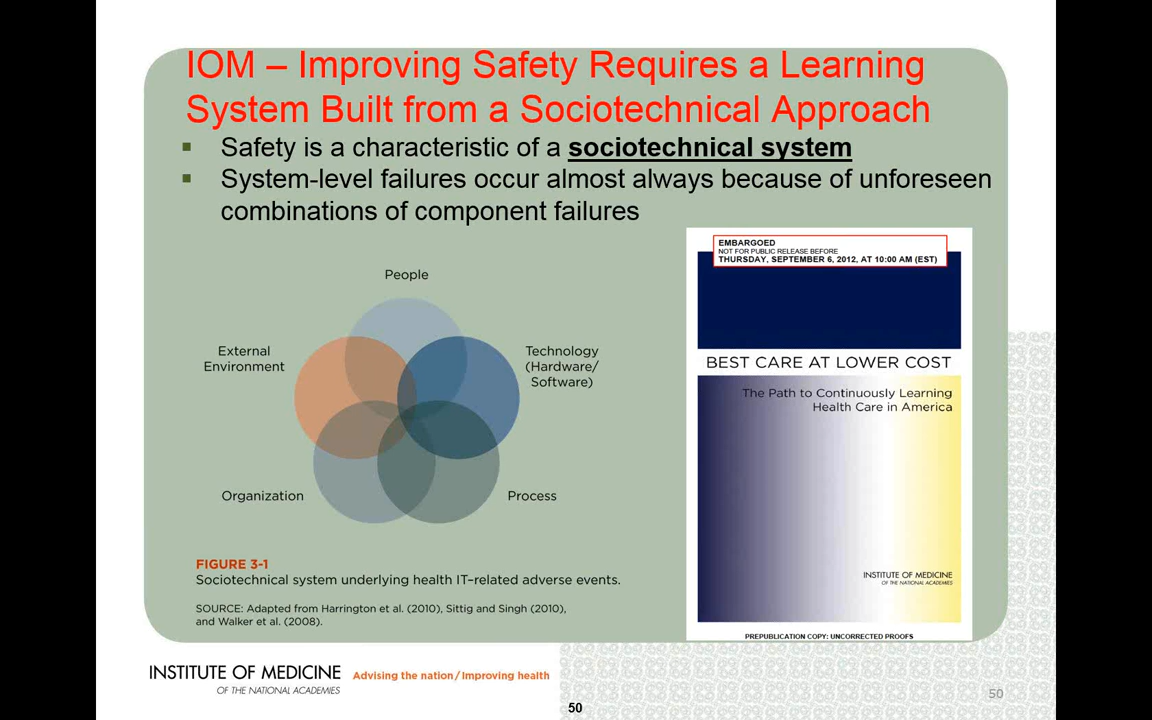 IOM – Improving Safety Requires a Learning
System Built from a Sociotechnical Approach
▪ Safety is a characteristic of a sociotechnical system
▪ System-level failures occur almost always because of unforeseen
combinations of component failures
People
External
Environment
Technology
(Hardware/
Software)
Organization
Process
FIGURE 3-1
Sociotechnical system underlying health IT–related adverse events.
SOURCE: Adapted from Harrington et al. (2010), Sittig and Singh (2010),
and Walker et al. (2008).
EMBARGOED
NOT FOR PUBLIC RELEASE BEFORE
THURSDAY, SEPTEMBER 6, 2012, AT 10:00 AM (EST)
BEST CARE AT LOWER COST
The Path to Continuously Learning
Health Care in America
INSTITUTE OF MEDICINE
OF THE NATIONAL ACADEMIES
PREPUBLICATION COPY: UNCORRECTED PROOFS
INSTITUTE OF MEDICINE
OF THE NATIONAL ACADEMIES
Advising the nation / Improving health
50
50